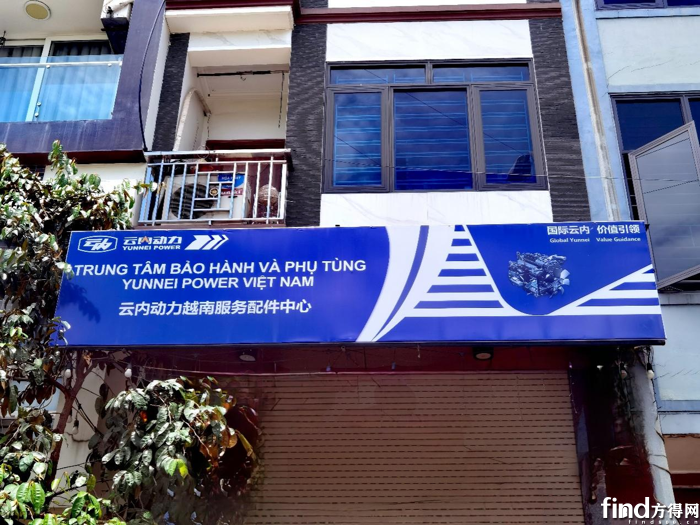 云内动力
YUNNEI POWER
国际云内 价值引领
Global Yunnei Value Guidance
TRUNG TÂM BẢO HÀNH VÀ PHỤ TÙNG
YUNNEI POWER VIỆT NAM
云内动力越南服务配件中心
find方得网